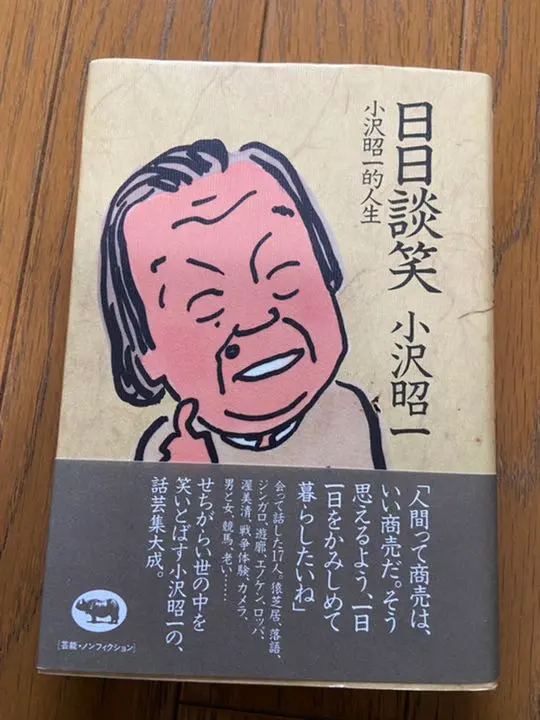 日日談笑
小沢昭一的人生
小沢昭一
「人間って商売は、
いい商売だ。そう
思えるよう、一日
一日をかみしめて
暮らしたいね」
会って話した17人。猿芝居、落語、
ジンガロ、遊廓、エノケン、ロッパ、
渥美清、戦争体験、カメラ、
男と女、競馬、老い……
せちがらい世の中を
笑いとばす小沢昭一の、
話芸集大成。
[芸能・ノンフィクション]